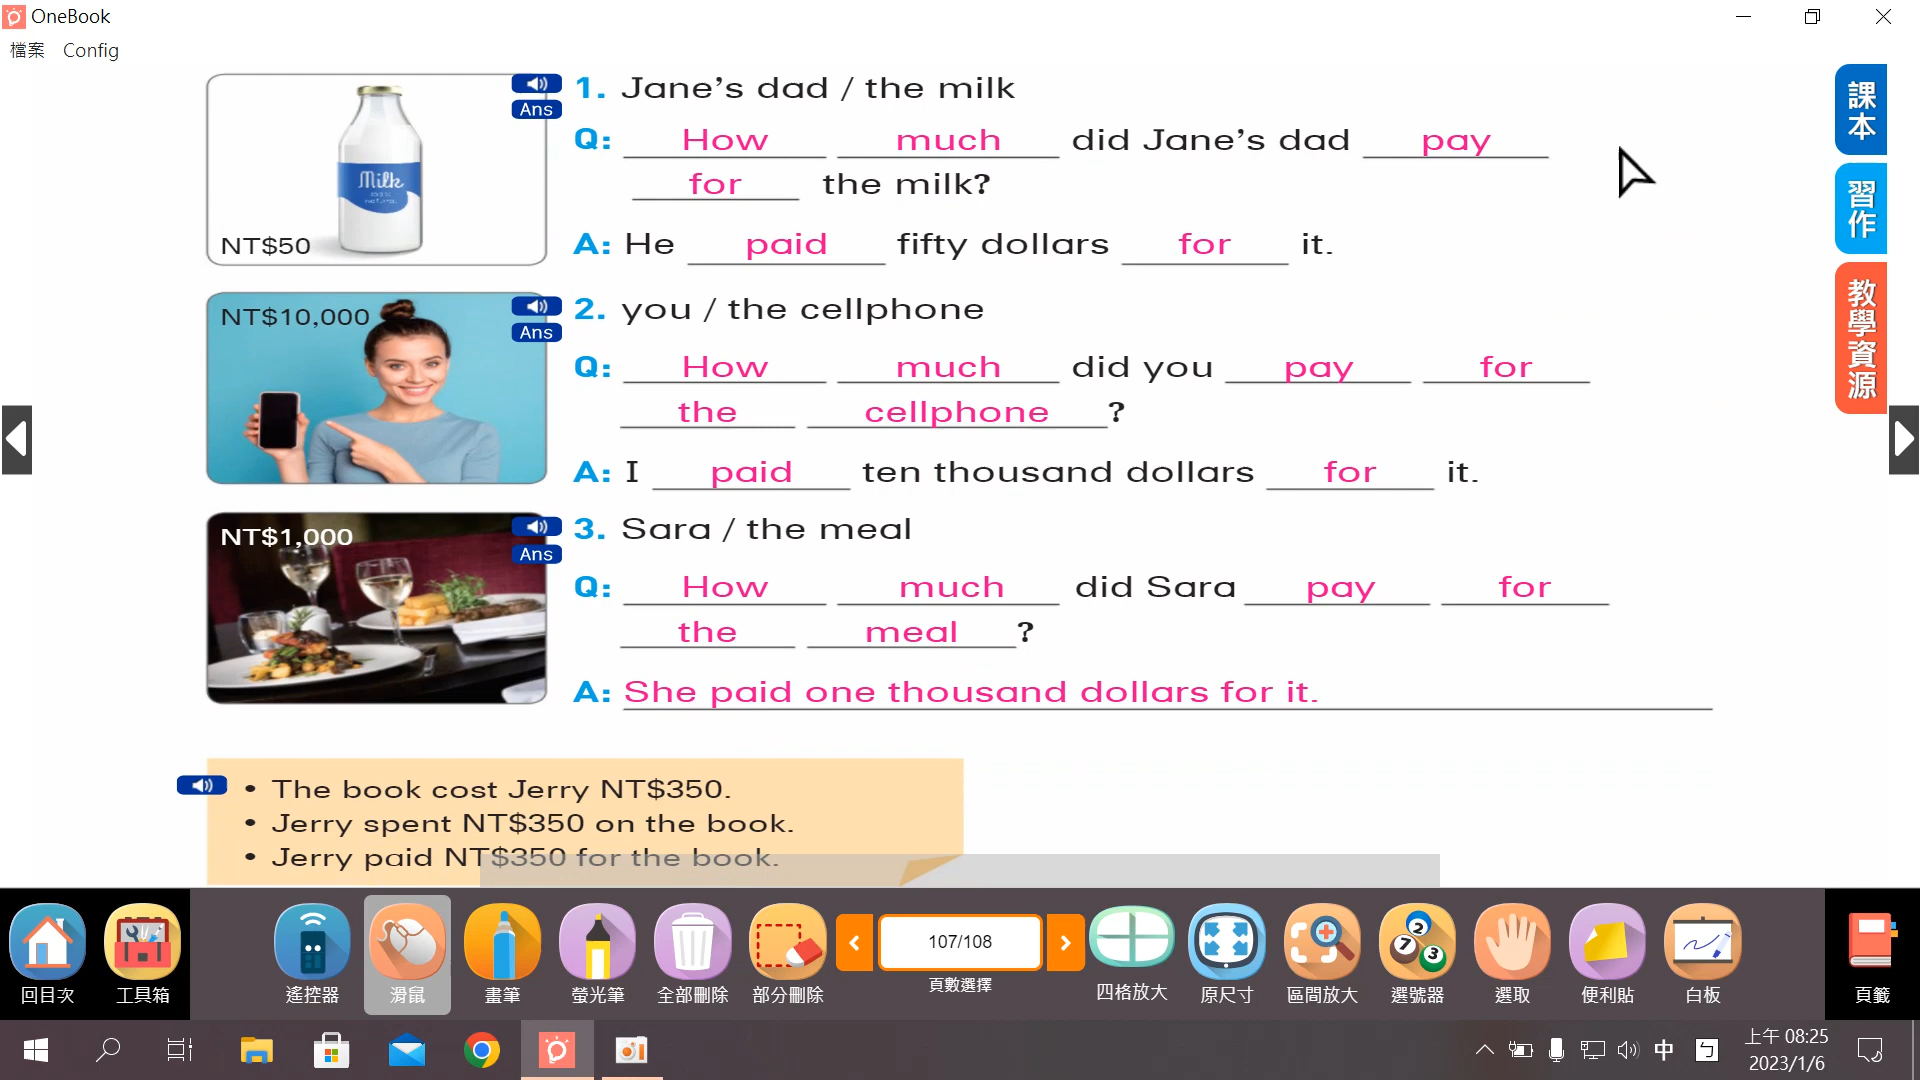 OneBook
檔案 Config
Ans
1. Jane's dad / the milk
Q: How much did Jane's dad pay
for the milk?
A: He paid fifty dollars for it.
Milk
NT$50
NT$10,000
Ans
2. you / the cellphone
Q: How much did you pay for
the cellphone?
A: I paid ten thousand dollars for it.
NT$1,000
Ans
3. Sara / the meal
Q: How much did Sara pay for
the meal?
A: She paid one thousand dollars for it.
• The book cost Jerry NT$350.
• Jerry spent NT$350 on the book.
• Jerry paid NT$350 for the book.
課本
習作
教學資源
回目次 工具箱 遙控器 滑鼠 畫筆 螢光筆 全部刪除 部分刪除
107/108
頁數選擇
四格放大 原尺寸 區間放大 選號器 選取 便利貼 白板 頁籤
2
7
3
中 ㄅ
上午 08:25
2023/1/6